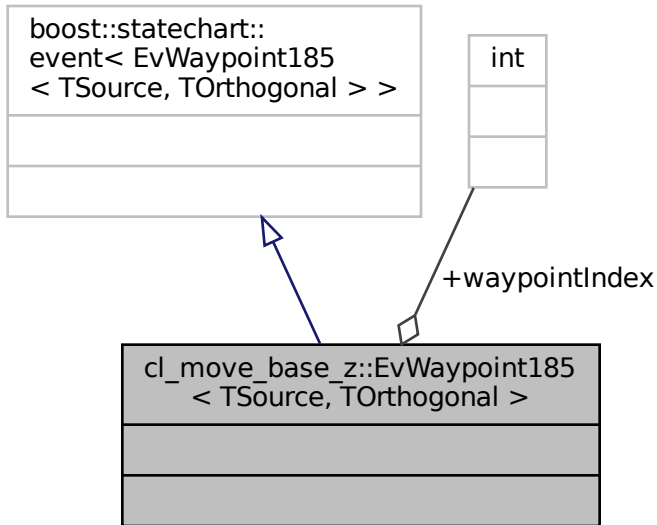 boost::statechart::
event< EvWaypoint185
< TSource, TOrthogonal > >
int
+waypointIndex
cl_move_base_z::EvWaypoint185
< TSource, TOrthogonal >